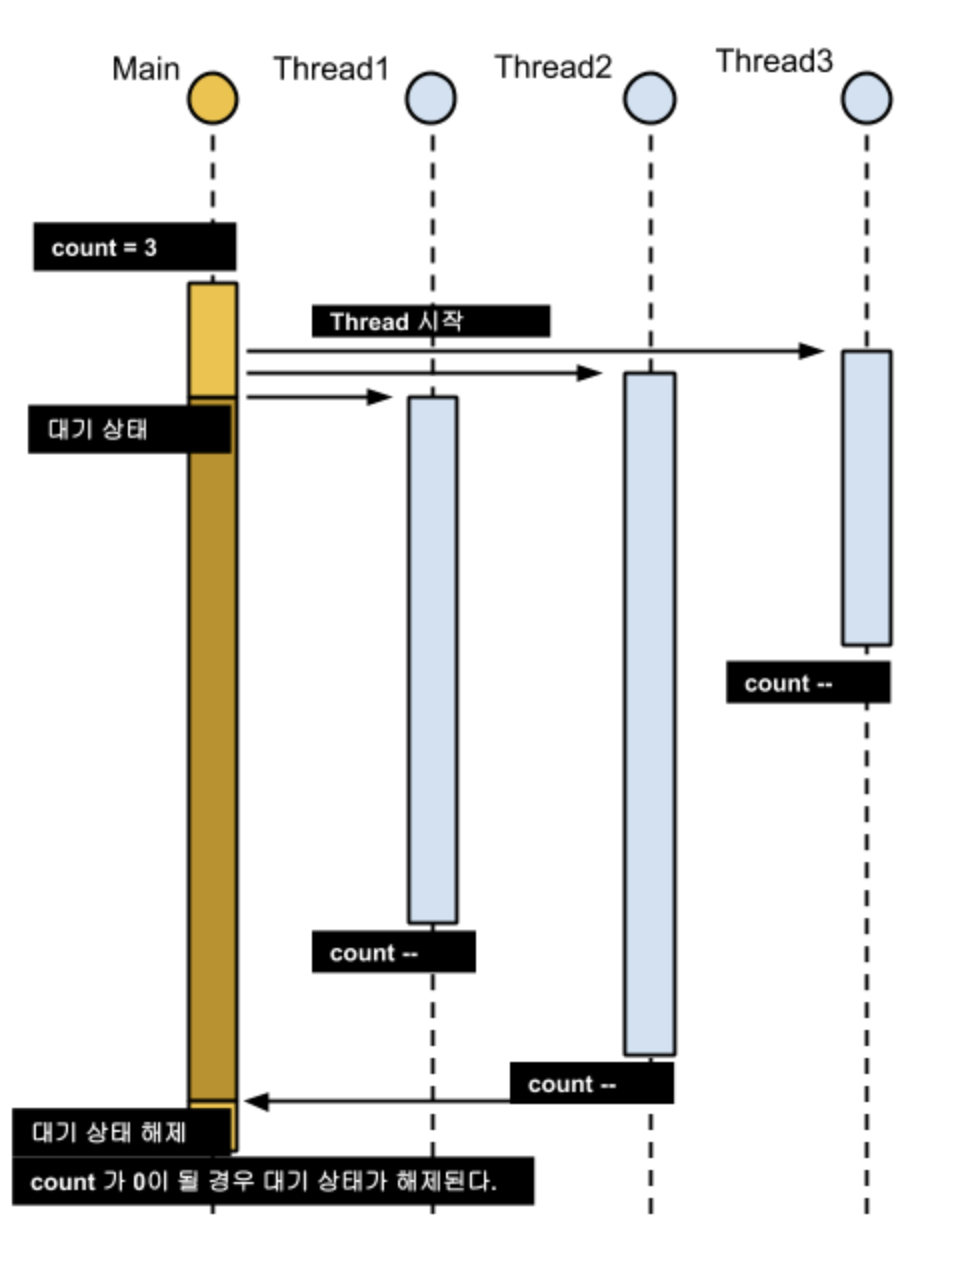 Main
Thread1
Thread2
Thread3
count = 3
Thread 시작
대기 상태
count --
count --
count --
대기 상태 해제
count 가 0이 될 경우 대기 상태가 해제된다.